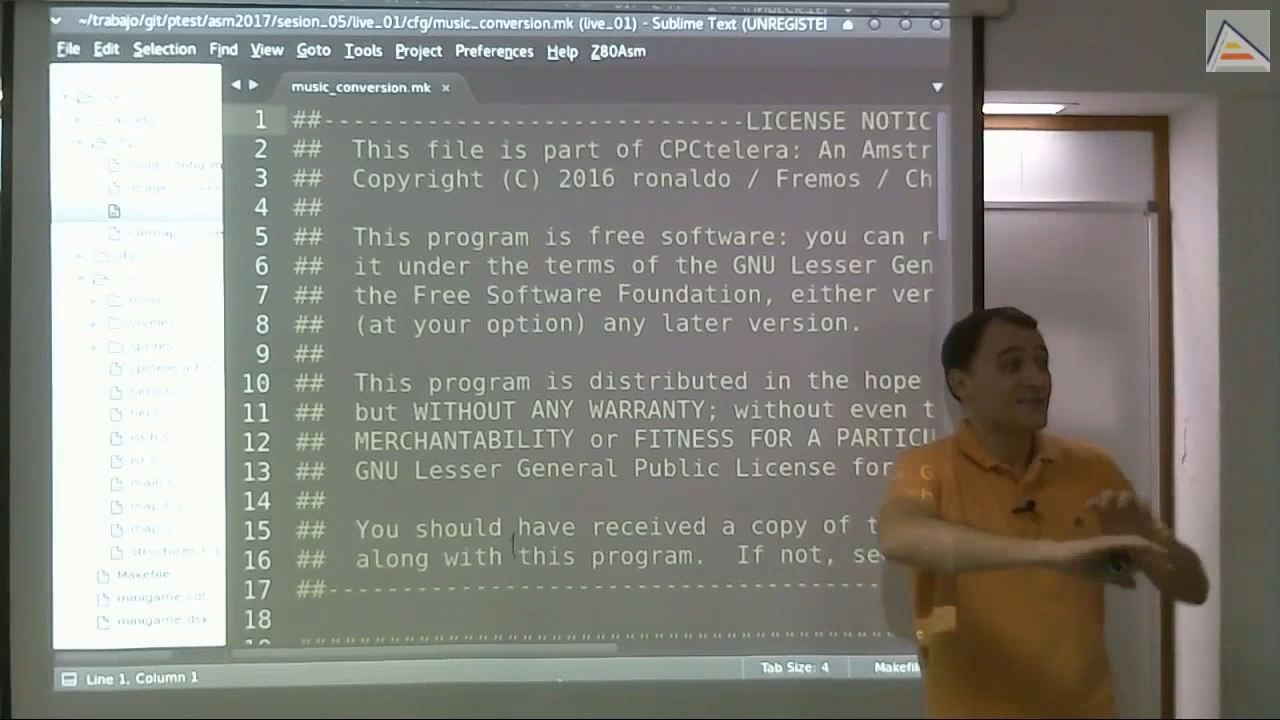 ~/trabajo/git/ptest/asm2017/sesion_05/live_01/cfg/music_conversion.mk (live_01) - Sublime Text (UNREGISTE
File Edit Selection Find View Goto Tools Project Preferences Help Z80Asm
music_conversion.mk ×
1 ##----------------------------LICENSE NOTIC
2 ## This file is part of CPCtelera: An Amstr
3 ## Copyright (C) 2016 ronaldo / Fremos / Ch
4 ##
5 ## This program is free software: you can r
6 ## it under the terms of the GNU Lesser Gen
7 ## the Free Software Foundation, either ver
8 ## (at your option) any later version.
9 ##
10 ## This program is distributed in the hope
11 ## but WITHOUT ANY WARRANTY; without even t
12 ## MERCHANTABILITY or FITNESS FOR A PARTICU
13 ## GNU Lesser General Public License for
14 ##
15 ## You should have received a copy of t
16 ## along with this program. If not, se
17 ##--------------------------------------
18
music
sprites
main.s
map.h.s
map.s
structures.h.s
Makefile
minigame.cdt
minigame.dsk
Line 1, Column 1
Tab Size: 4
Makefil